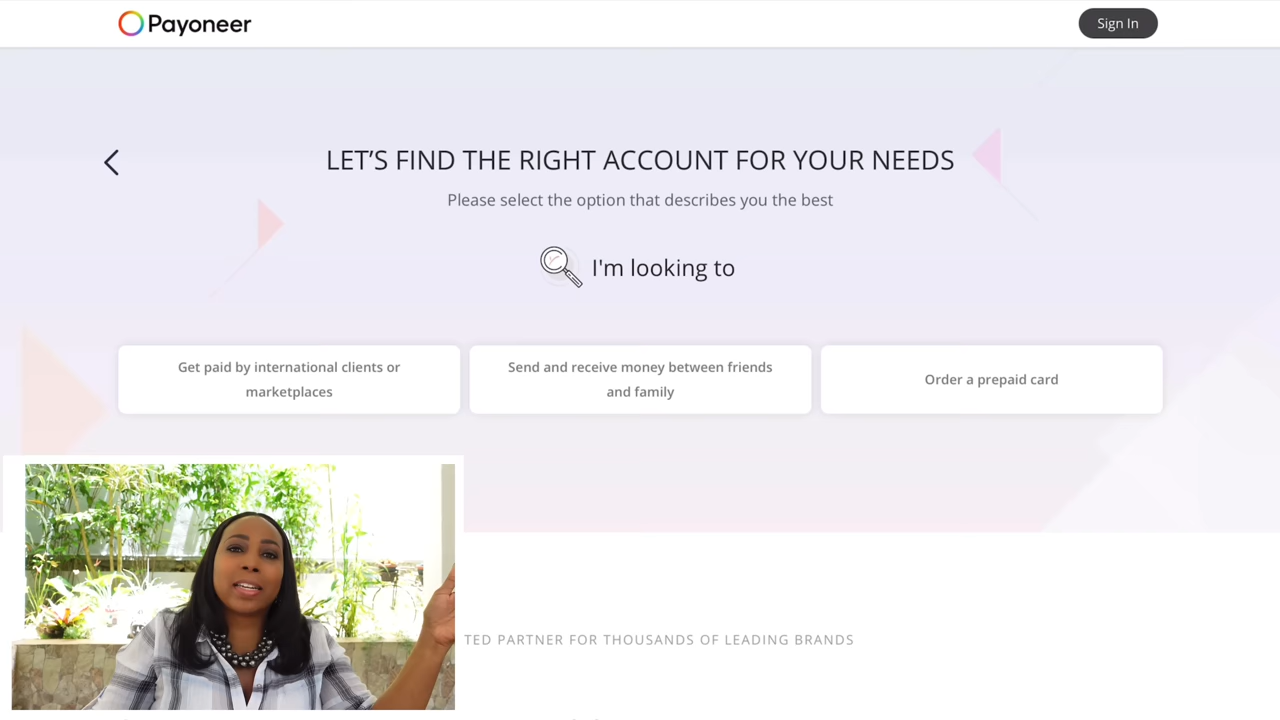 Payoneer
Sign In
LET'S FIND THE RIGHT ACCOUNT FOR YOUR NEEDS
Please select the option that describes you the best
I'm looking to
Get paid by international clients or
marketplaces
Send and receive money between friends
and family
Order a prepaid card
TED PARTNER FOR THOUSANDS OF LEADING BRANDS